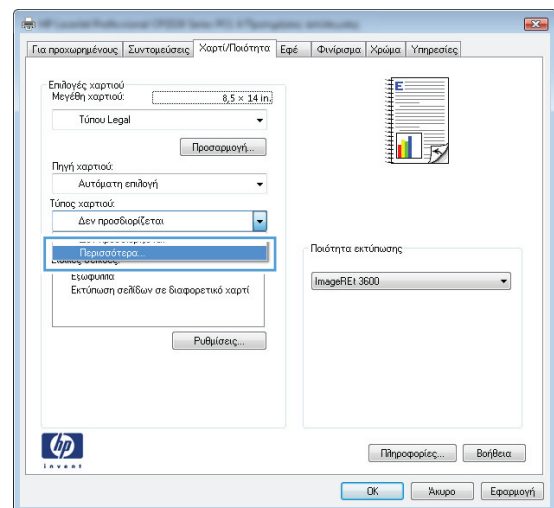 Για προχωρημένους Συντομεύσεις Χαρτί/Ποιότητα Εφέ Φινίρισμα Χρώμα Υπηρεσίες
Επιλογές χαρτιού
Μεγέθη χαρτιού: 8,5 × 14 in.
Τύπου Legal
Προσαρμογή...
Πηγή χαρτιού:
Αυτόματη επιλογή
Τύπος χαρτιού:
Δεν προσδιορίζεται
Περισσότερα...
Εξώφυλλα
Εκτύπωση σελίδων σε διαφορετικό χαρτί
Ρυθμίσεις...
E
Ποιότητα εκτύπωσης
ImageREt 3600
hp
invent
Πληροφορίες... Βοήθεια
OK Άκυρο Εφαρμογή